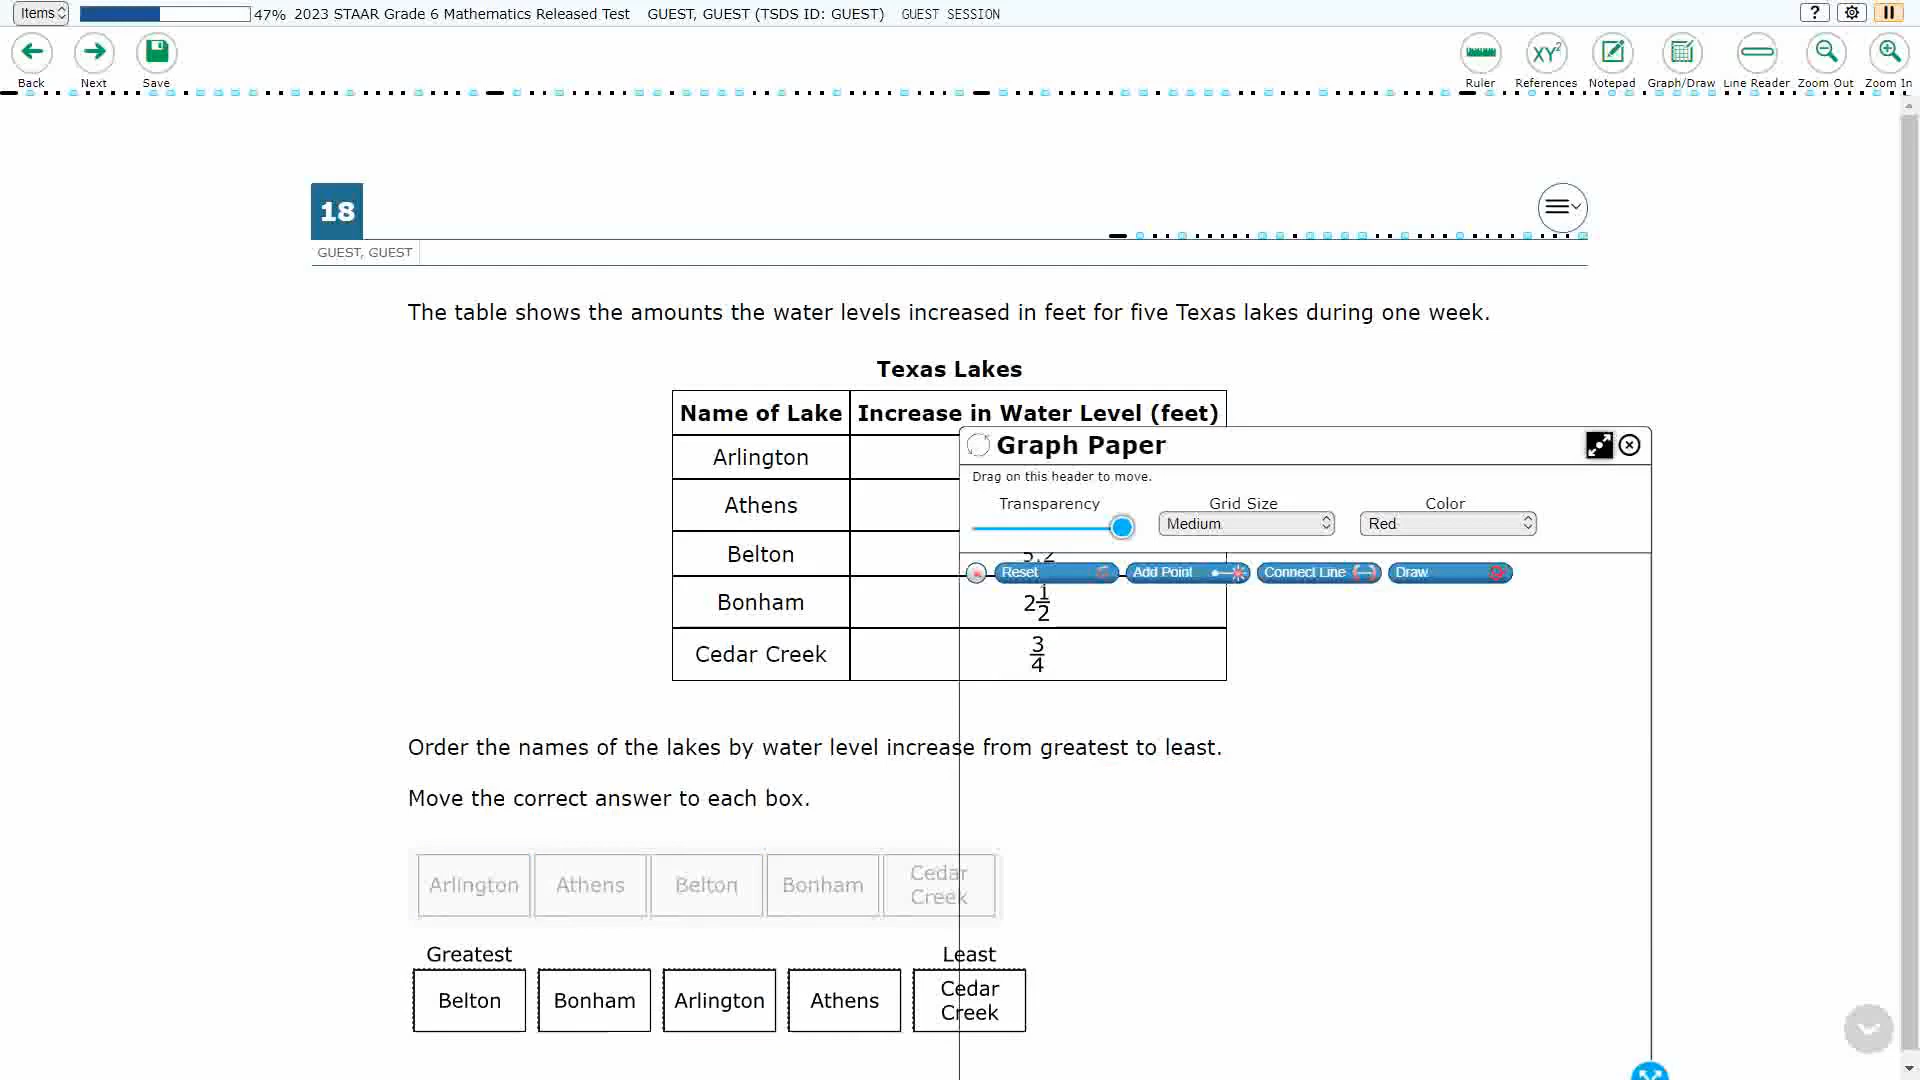 Items 47% 2023 STAAR Grade 6 Mathematics Released Test GUEST, GUEST (TSDS ID: GUEST) GUEST SESSION ?
Back Next Save
XY²
Ruler References Notepad Graph/Draw Line Reader Zoom Out Zoom In
18
GUEST, GUEST
The table shows the amounts the water levels increased in feet for five Texas lakes during one week.
Texas Lakes
Name of Lake Increase in Water Level (feet)
Arlington
Athens
Belton
Bonham 2 1/2
Cedar Creek 3/4
Graph Paper
Drag on this header to move.
Transparency Grid Size Color
Medium Red
Reset Add Point Connect Line Draw
Order the names of the lakes by water level increase from greatest to least.
Move the correct answer to each box.
Arlington Athens Belton Bonham Cedar Creek
Greatest Least
Belton Bonham Arlington Athens Cedar Creek